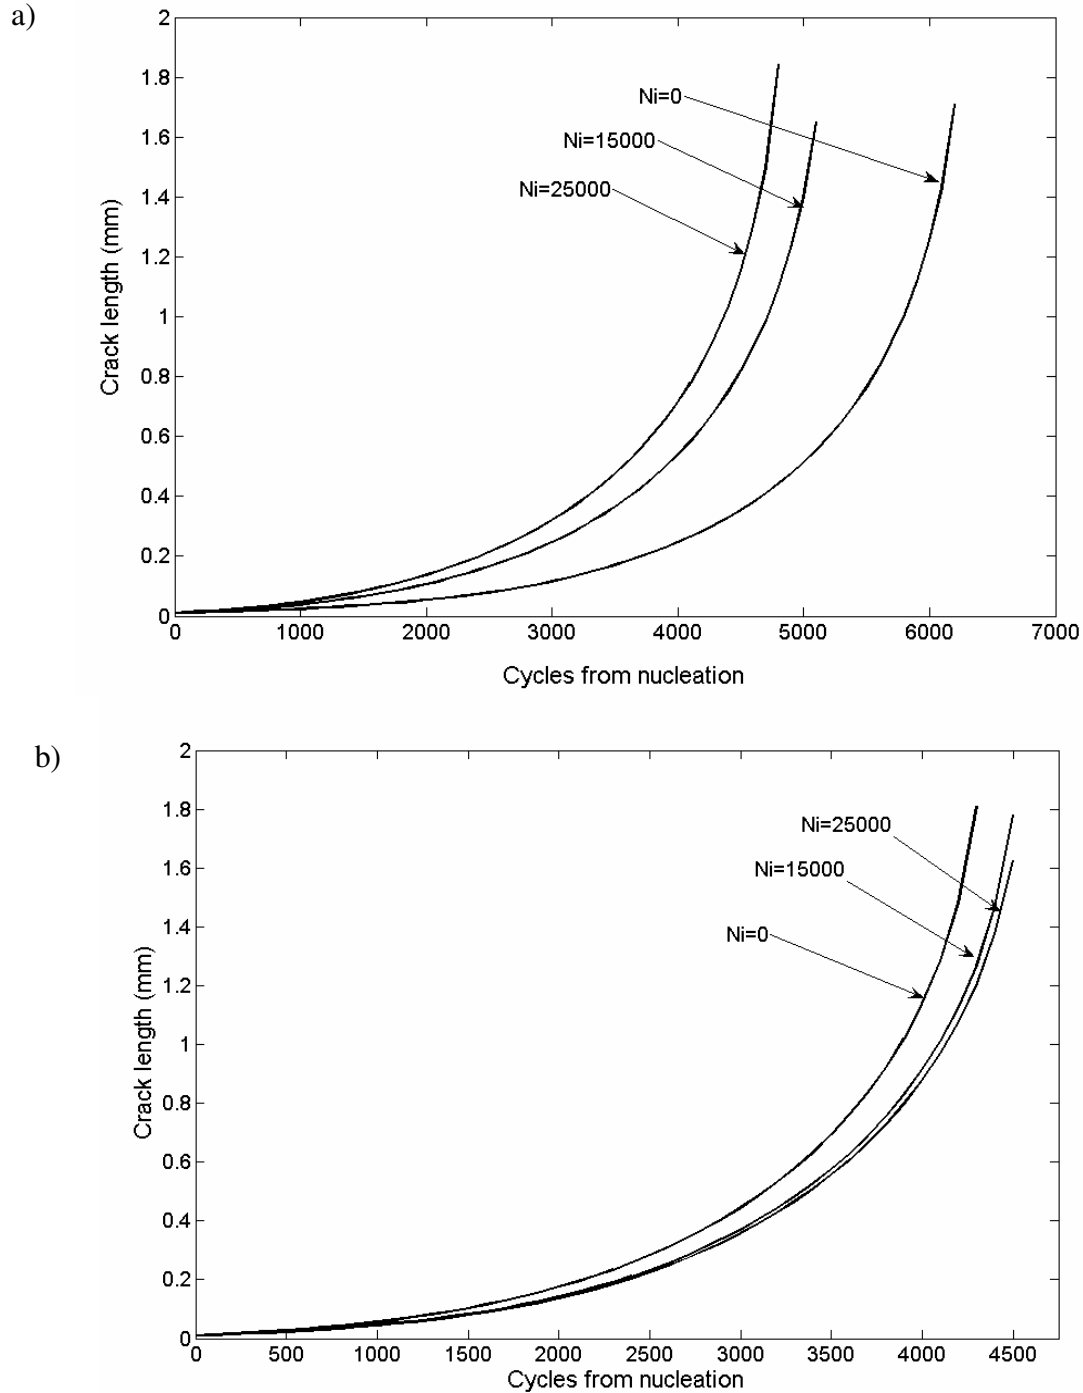 a)
2
1.8
1.6
1.4
1.2
1
0.8
0.6
0.4
0.2
0
Crack length (mm)
Ni=0
Ni=15000
Ni=25000
0 1000 2000 3000 4000 5000 6000 7000
Cycles from nucleation
b)
2
1.8
1.6
1.4
1.2
1
0.8
0.6
0.4
0.2
0
Crack length (mm)
Ni=25000
Ni=15000
Ni=0
0 500 1000 1500 2000 2500 3000 3500 4000 4500
Cycles from nucleation